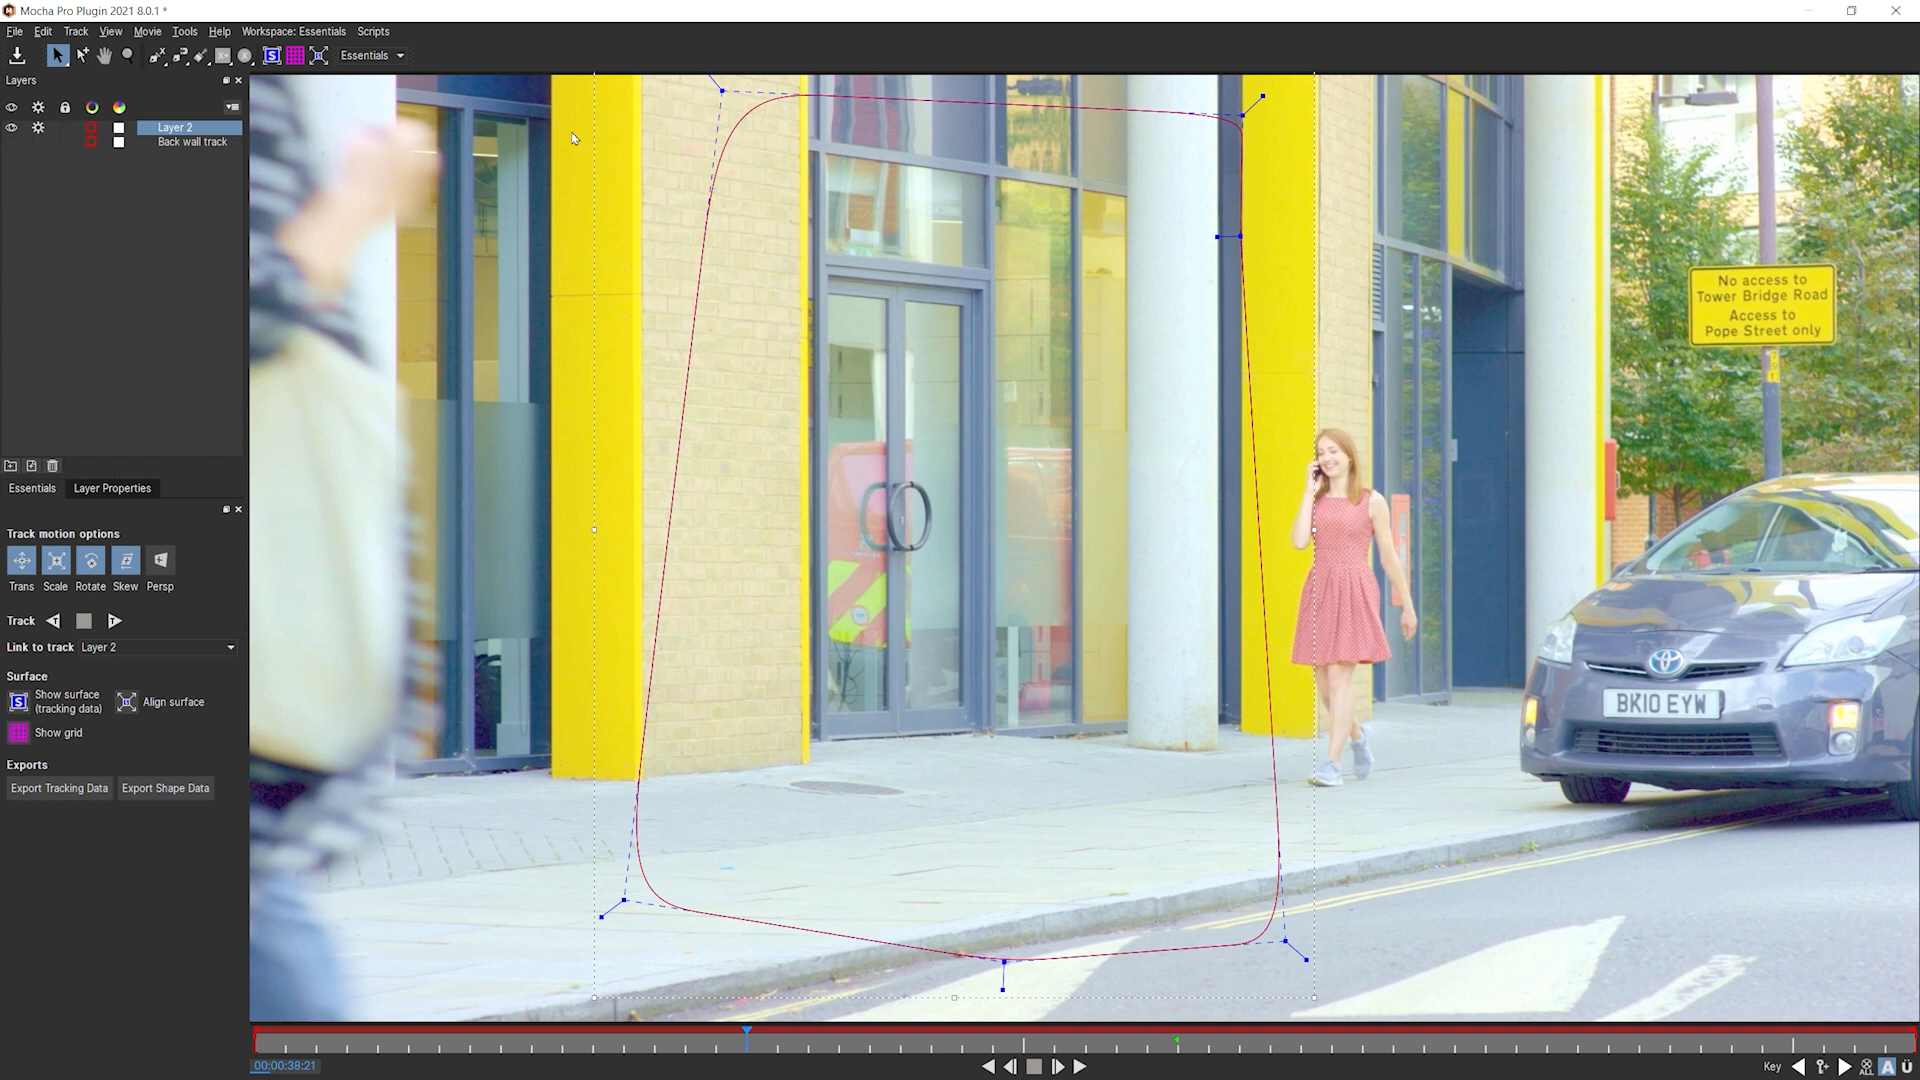 Mocha Pro Plugin 2021 8.0.1 *
File Edit Track View Movie Tools Help Workspace: Essentials Scripts
Essentials
Layers
Layer 2
Back wall track
Essentials Layer Properties
Track motion options
Trans Scale Rotate Skew Persp
Track
Link to track Layer 2
Surface
S Show surface
(tracking data)
Align surface
Show grid
Exports
Export Tracking Data Export Shape Data
No access to
Tower Bridge Road
Access to
Pope Street only
BK10 EYW
00:00:38:21
Key
ALL
A
Ü